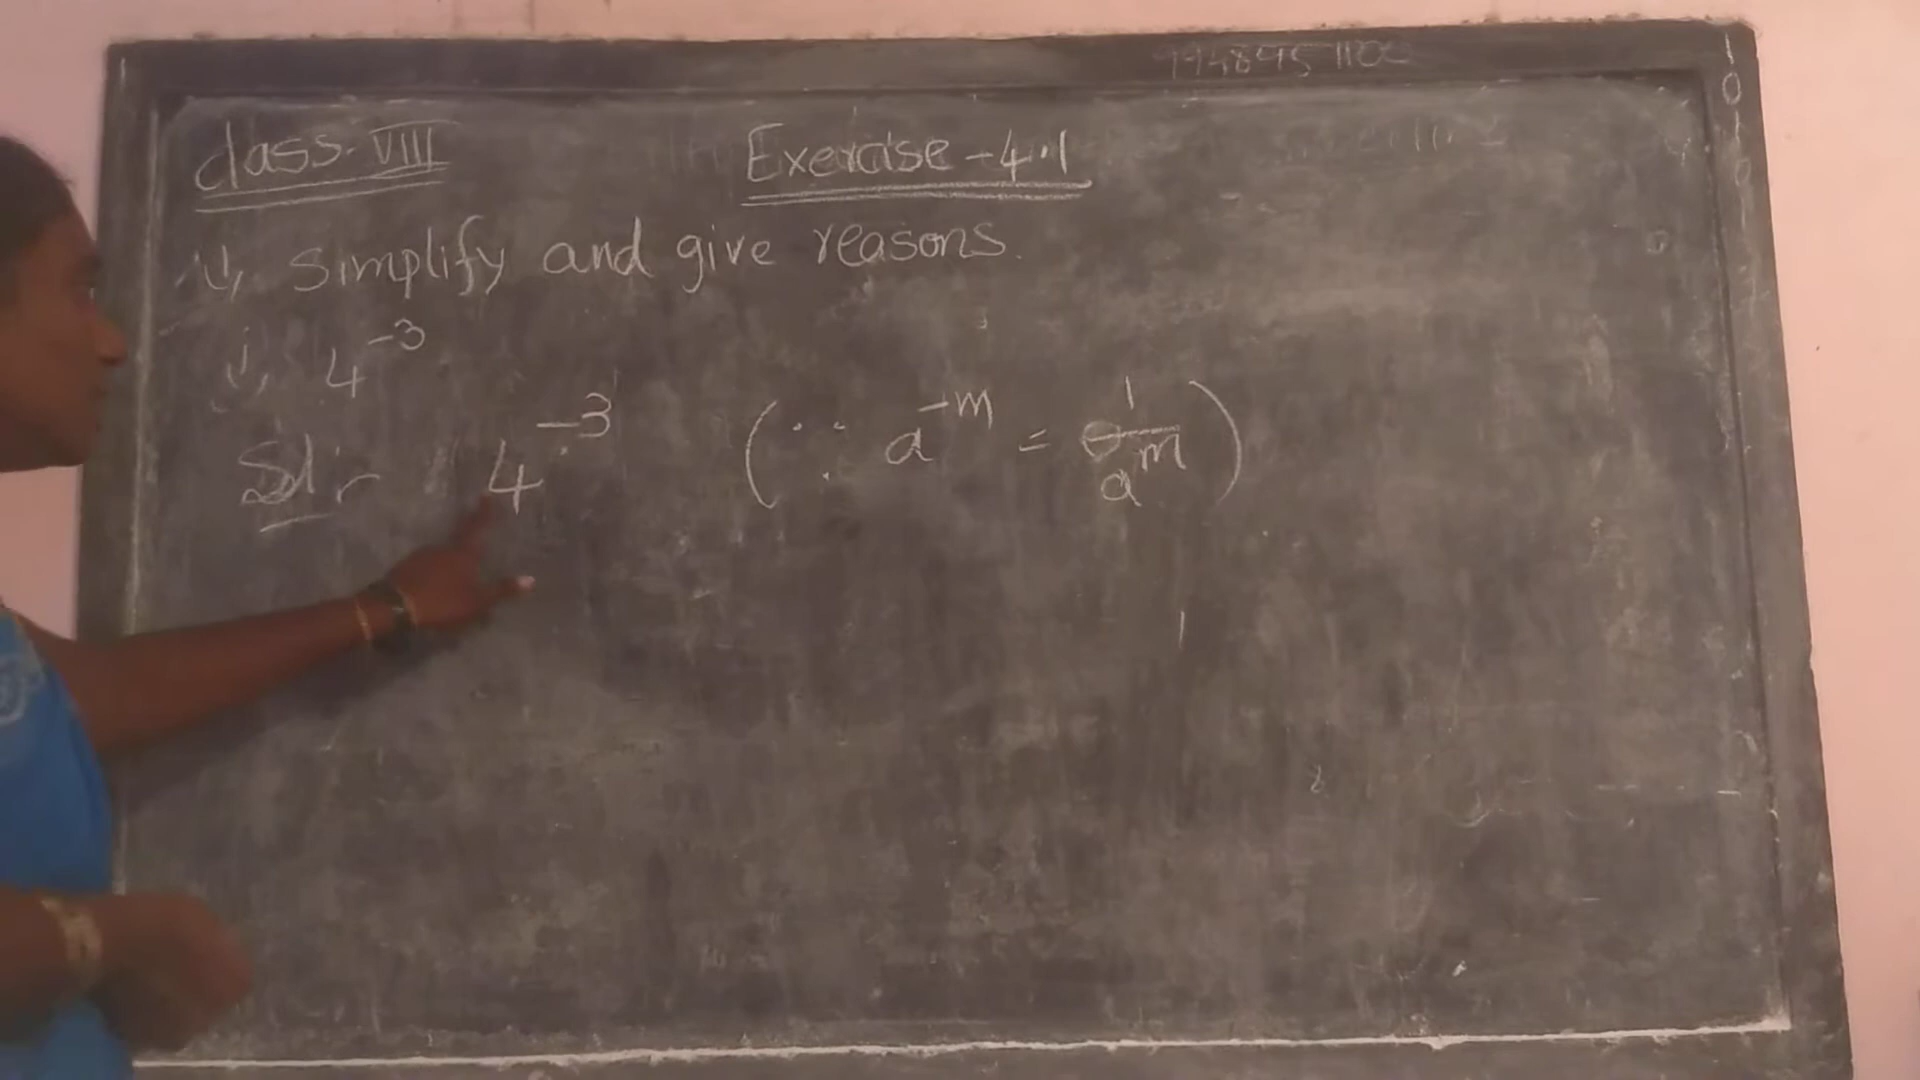 class-VIII
Exercise-4.1
1, Simplify and give reasons.
i, 4^-3
Sol:- 4^-3 (∵ a^-m = 1/a^m)